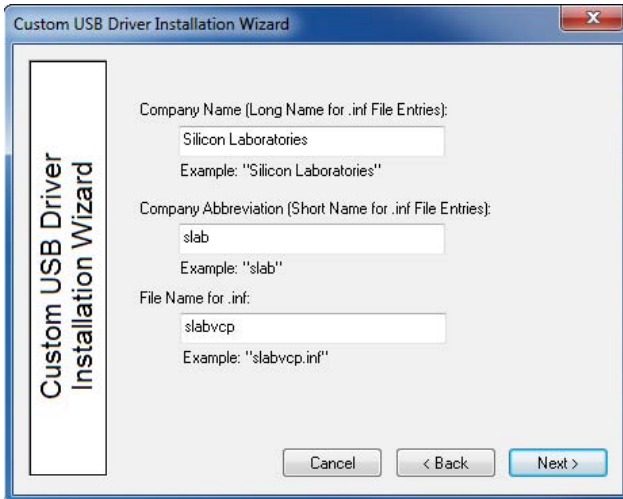 Custom USB Driver Installation Wizard
Custom USB Driver
Installation Wizard
Company Name (Long Name for .inf File Entries):
Silicon Laboratories
Example: "Silicon Laboratories"
Company Abbreviation (Short Name for .inf File Entries):
slab
Example: "slab"
File Name for .inf:
slabvcp
Example: "slabvcp.inf"
Cancel
< Back
Next >